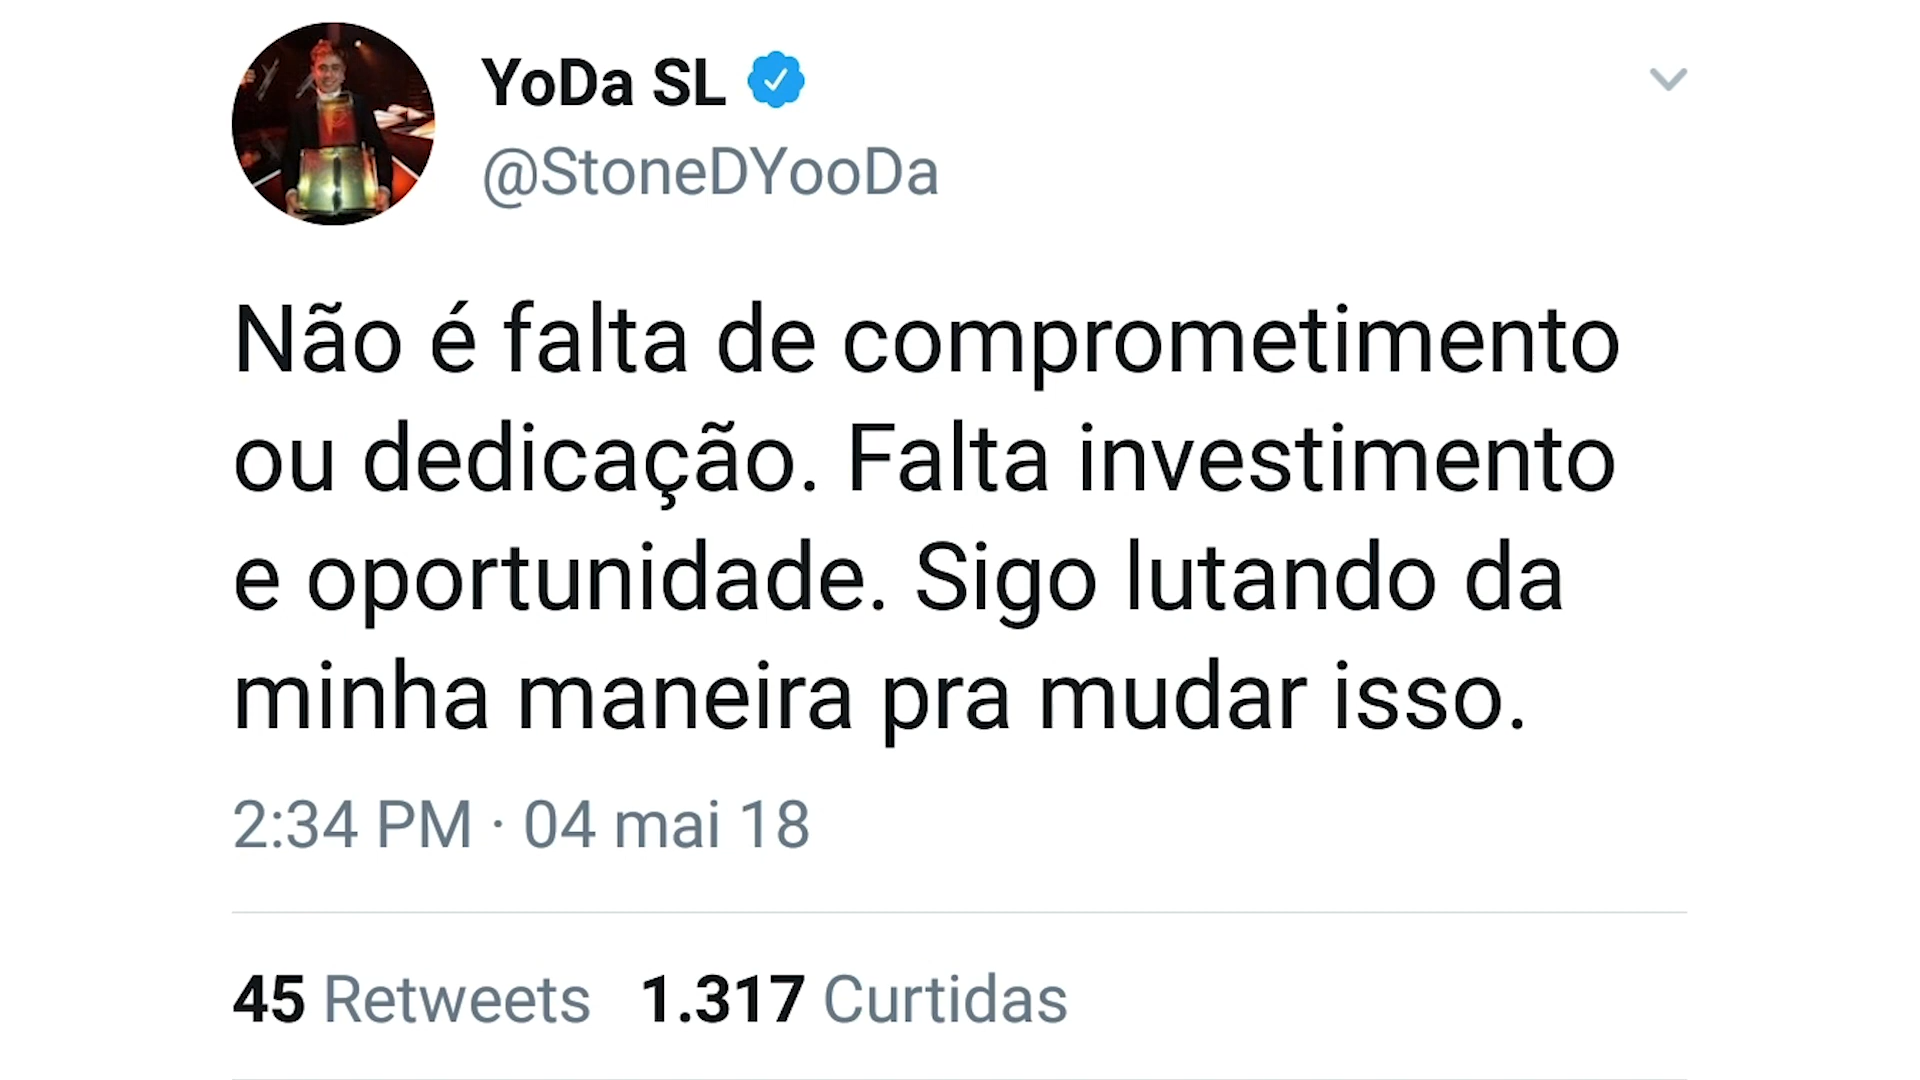 YoDa SL
@StoneDYooDa
Não é falta de comprometimento
ou dedicação. Falta investimento
e oportunidade. Sigo lutando da
minha maneira pra mudar isso.
2:34 PM · 04 mai 18
45 Retweets 1.317 Curtidas